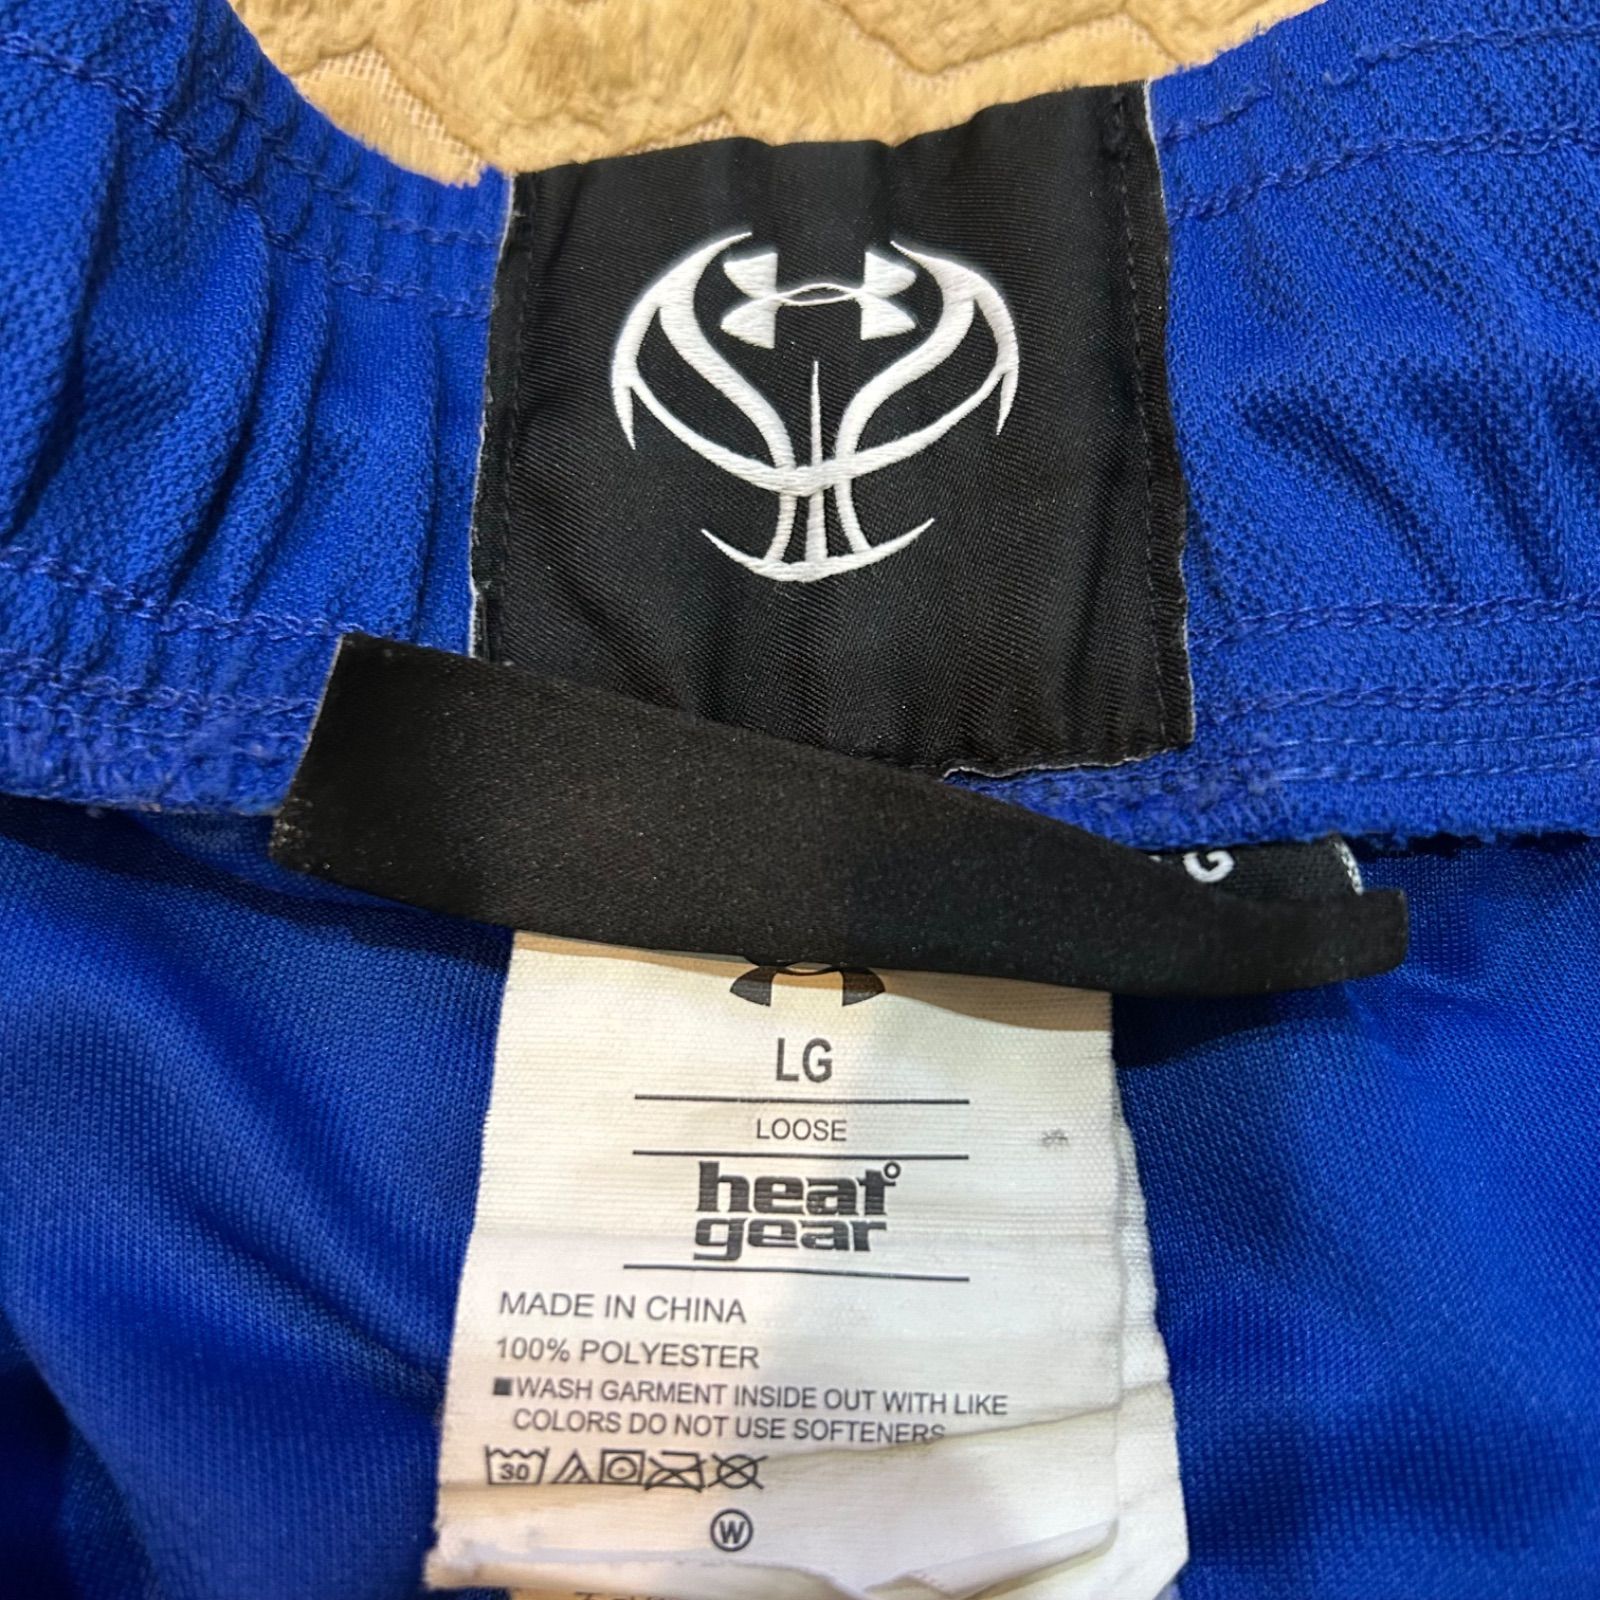 G
LG
LOOSE
heat°
gear
MADE IN CHINA
100% POLYESTER
■WASH GARMENT INSIDE OUT WITH LIKE
COLORS DO NOT USE SOFTENERS
30
W